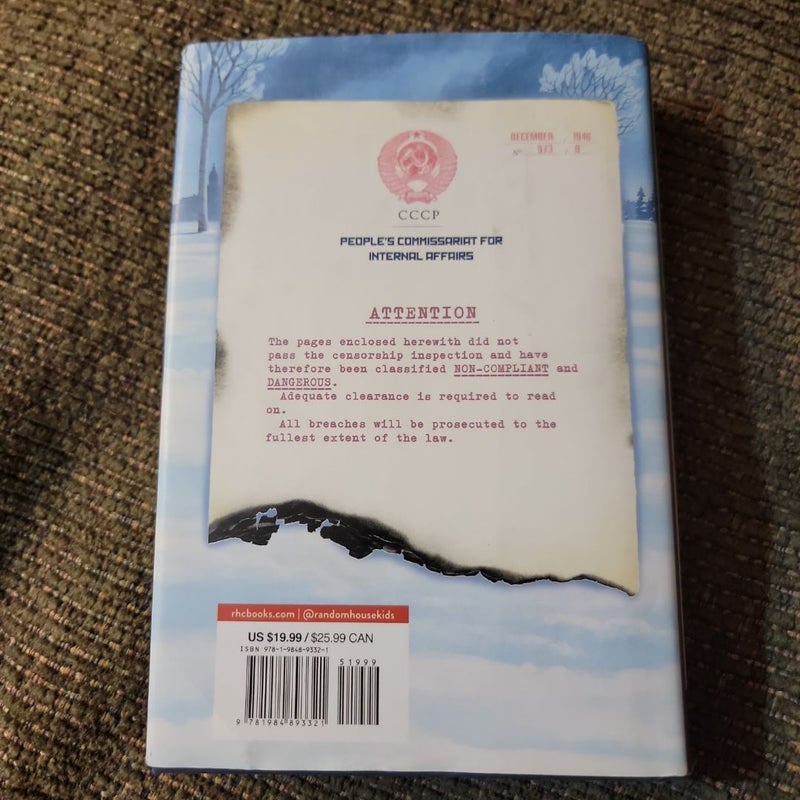 DECEMBER 1946
N° 973 / 8
CCCP
PEOPLE'S COMMISSARIAT FOR
INTERNAL AFFAIRS
ATTENTION
The pages enclosed herewith did not
pass the censorship inspection and have
therefore been classified NON-COMPLIANT and
DANGEROUS.
Adequate clearance is required to read
on.
All breaches will be prosecuted to the
fullest extent of the law.
rhcbooks.com | @randomhousekids
US $19.99 / $25.99 CAN
ISBN 978-1-9848-9332-1
51999
9 781984 893321